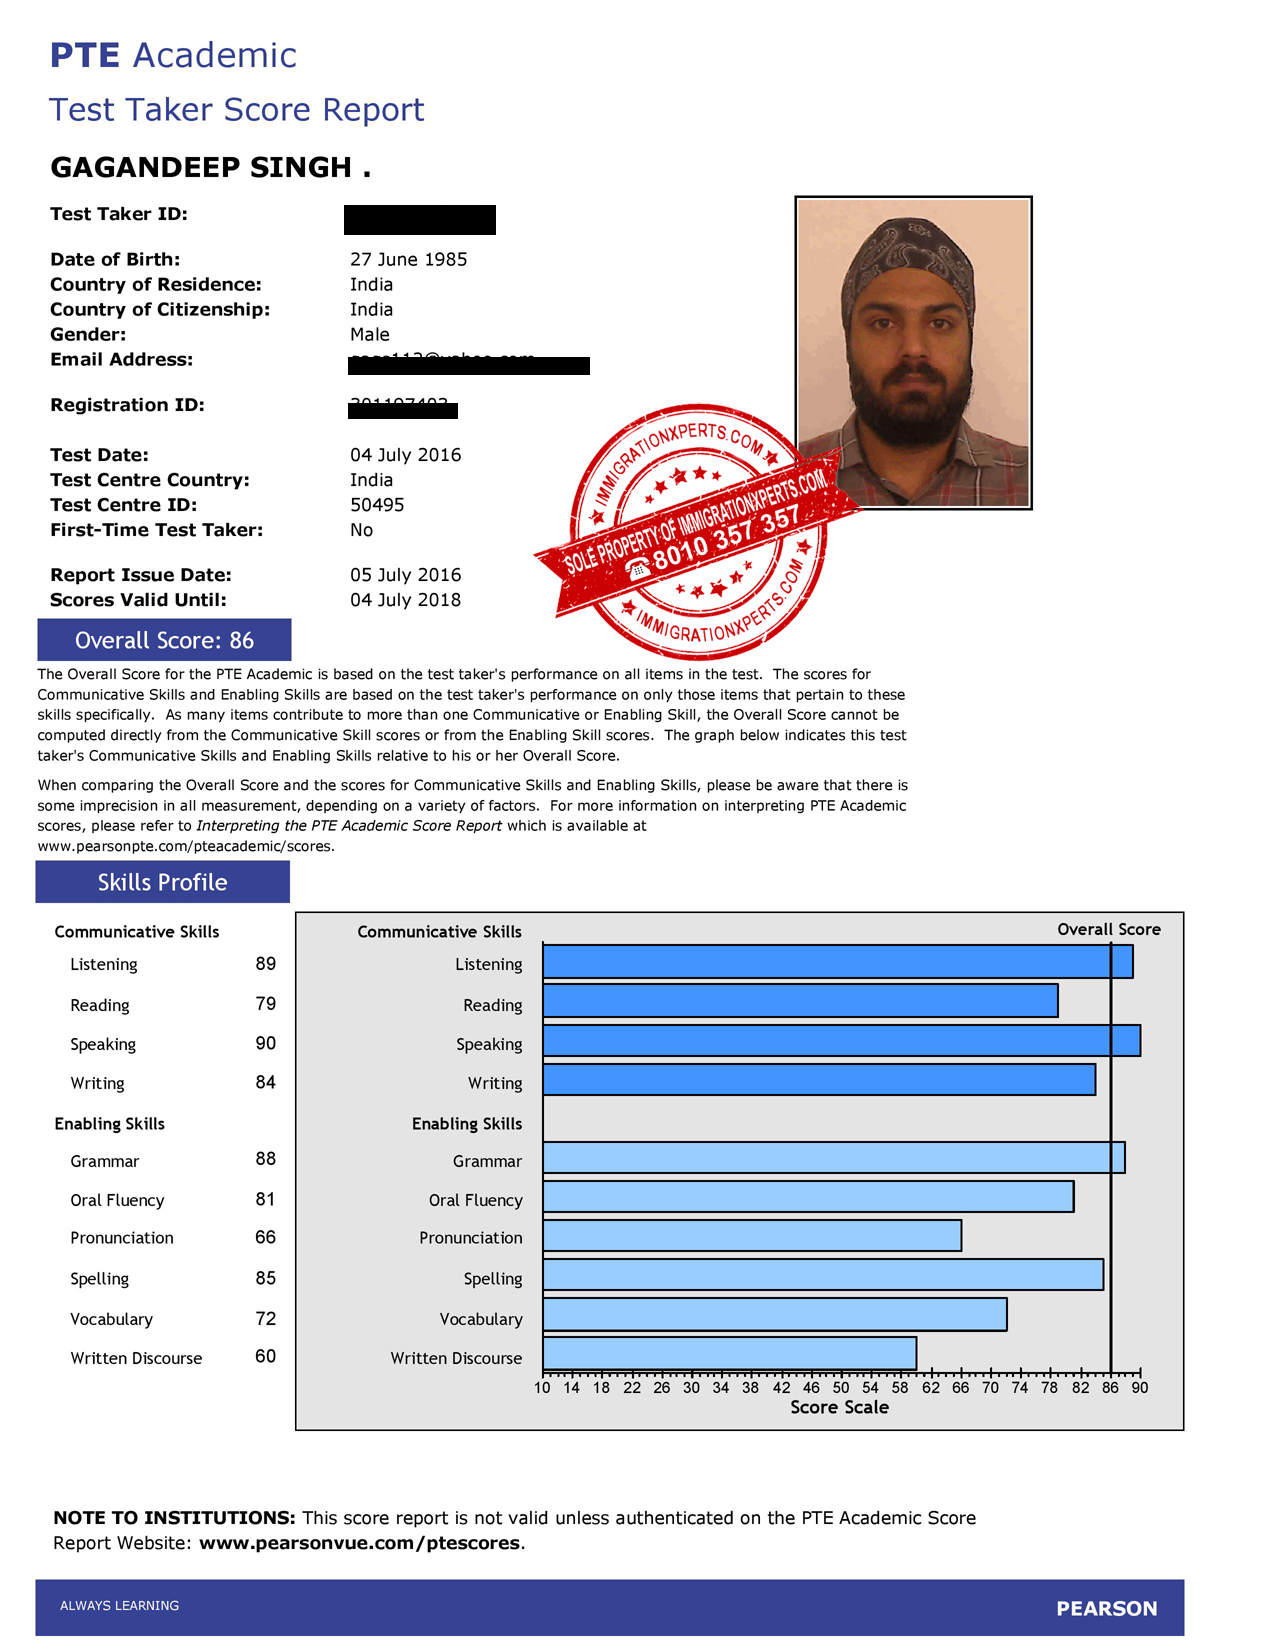 PTE Academic
Test Taker Score Report
GAGANDEEP SINGH .
Test Taker ID:
Date of Birth: 27 June 1985
Country of Residence: India
Country of Citizenship: India
Gender: Male
Email Address:
Registration ID:
Test Date: 04 July 2016
Test Centre Country: India
Test Centre ID: 50495
First-Time Test Taker: No
Report Issue Date: 05 July 2016
Scores Valid Until: 04 July 2018
IMMIGRATIONXPERTS.COM
SOLE PROPERTY OF IMMIGRATIONXPERTS.COM
8010 357 357
IMMIGRATIONXPERTS.COM
Overall Score: 86
The Overall Score for the PTE Academic is based on the test taker's performance on all items in the test. The scores for
Communicative Skills and Enabling Skills are based on the test taker's performance on only those items that pertain to these
skills specifically. As many items contribute to more than one Communicative or Enabling Skill, the Overall Score cannot be
computed directly from the Communicative Skill scores or from the Enabling Skill scores. The graph below indicates this test
taker's Communicative Skills and Enabling Skills relative to his or her Overall Score.
When comparing the Overall Score and the scores for Communicative Skills and Enabling Skills, please be aware that there is
some imprecision in all measurement, depending on a variety of factors. For more information on interpreting PTE Academic
scores, please refer to Interpreting the PTE Academic Score Report which is available at
www.pearsonpte.com/pteacademic/scores.
Skills Profile
Communicative Skills
Listening 89
Reading 79
Speaking 90
Writing 84
Enabling Skills
Grammar 88
Oral Fluency 81
Pronunciation 66
Spelling 85
Vocabulary 72
Written Discourse 60
Communicative Skills
Overall Score
Listening
Reading
Speaking
Writing
Enabling Skills
Grammar
Oral Fluency
Pronunciation
Spelling
Vocabulary
Written Discourse
10 14 18 22 26 30 34 38 42 46 50 54 58 62 66 70 74 78 82 86 90
Score Scale
NOTE TO INSTITUTIONS: This score report is not valid unless authenticated on the PTE Academic Score
Report Website: www.pearsonvue.com/ptescores.
ALWAYS LEARNING
PEARSON